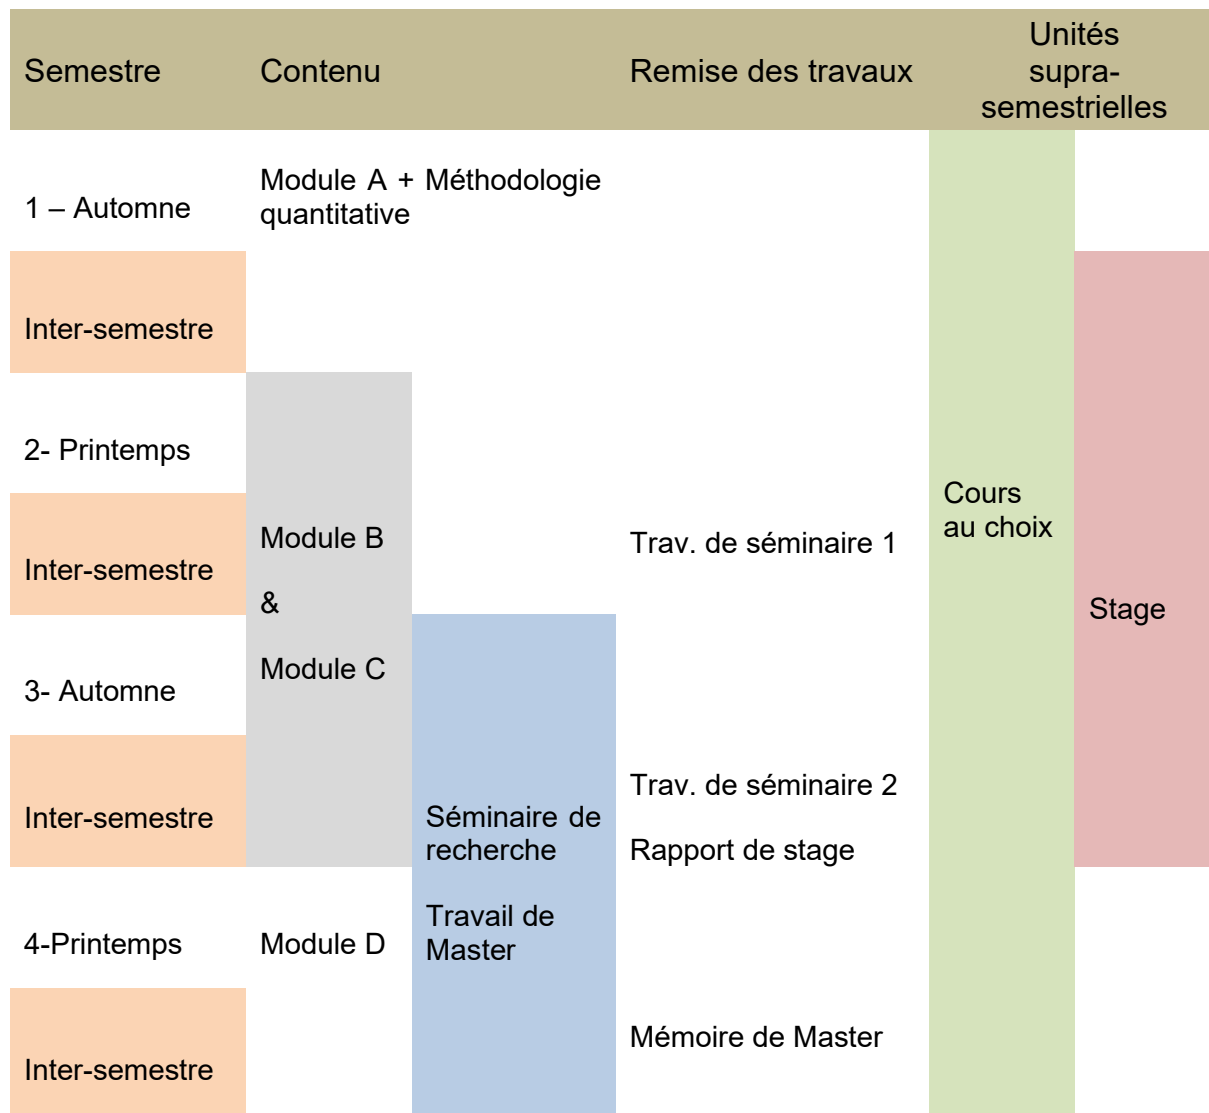 Semestre
Contenu
Remise des travaux
Unités
supra-
semestrielles
1 – Automne
Module A + Méthodologie
quantitative
Inter-semestre
2- Printemps
Inter-semestre
Module B
&
Module C
Trav. de séminaire 1
Cours
au choix
Stage
3- Automne
Inter-semestre
Séminaire de
recherche
Travail de
Master
Trav. de séminaire 2
Rapport de stage
4-Printemps
Module D
Inter-semestre
Mémoire de Master